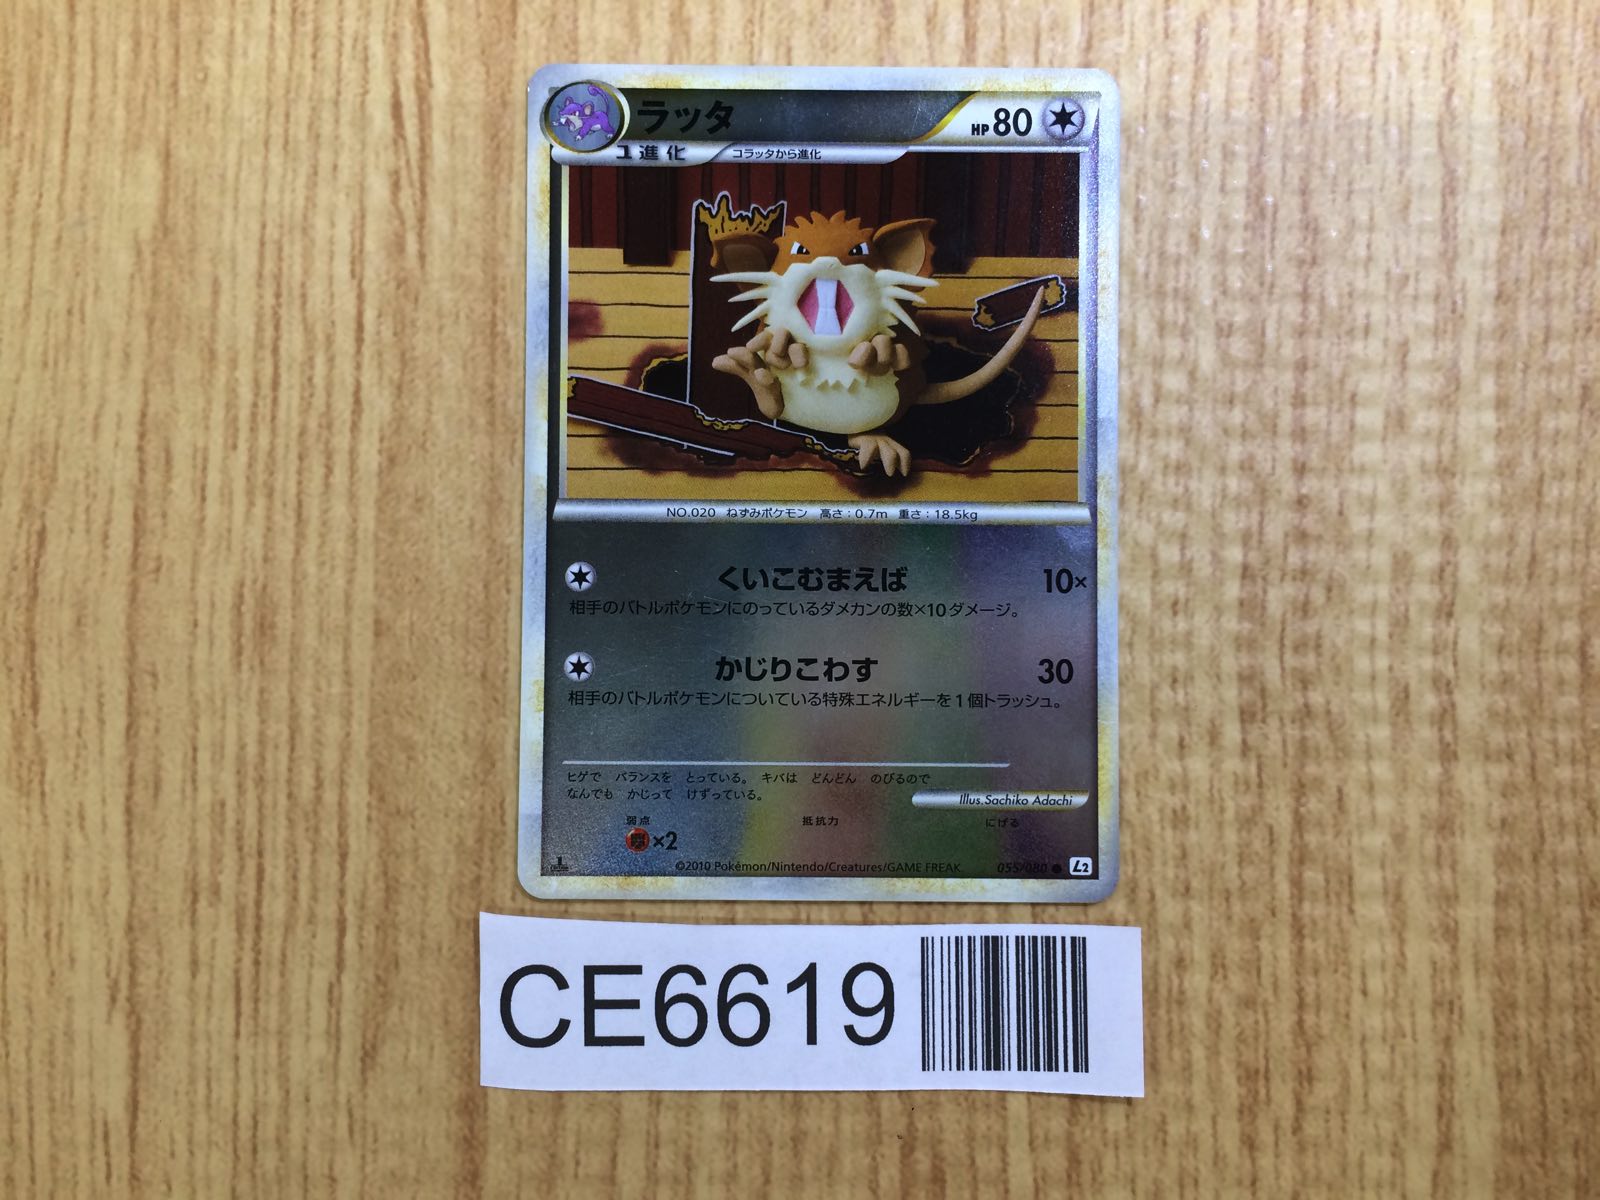 ラッタ
HP 80
1進化 コラッタから進化
NO.020 ねずみポケモン 高さ：0.7m 重さ：18.5kg
くいこむまえば 10×
相手のバトルポケモンにのっているダメカンの数×10ダメージ。
かじりこわす 30
相手のバトルポケモンについている特殊エネルギーを1個トラッシュ。
ヒゲで バランスを とっている。 キバは どんどん のびるので
なんでも かじって けずっている。
Illus.Sachiko Adachi
弱点 抵抗力 にげる
×2
©2010 Pokémon/Nintendo/Creatures/GAME FREAK. 055/080 L2
CE6619